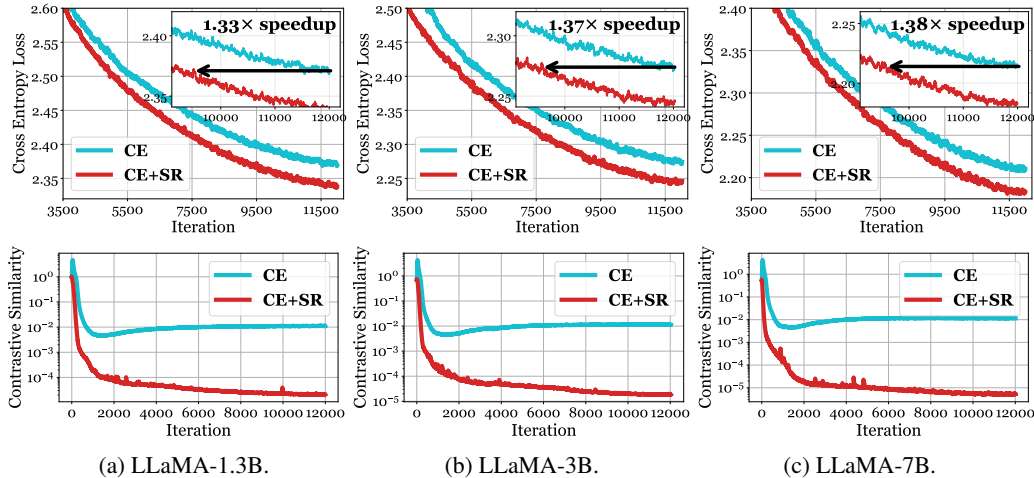 2.60
2.55
2.50
2.45
2.40
2.35
Cross Entropy Loss
1.33× speedup
2.40
2.35
10000 11000 12000
CE
CE+SR
3500 5500 7500 9500 11500
Iteration
2.50
2.45
2.40
2.35
2.30
2.25
Cross Entropy Loss
1.37× speedup
2.30
2.25
10000 11000 12000
CE
CE+SR
3500 5500 7500 9500 11500
Iteration
2.40
2.35
2.30
2.25
2.20
Cross Entropy Loss
1.38× speedup
2.25
2.20
10000 11000 12000
CE
CE+SR
3500 5500 7500 9500 11500
Iteration
10⁰
10⁻¹
10⁻²
10⁻³
10⁻⁴
Contrastive Similarity
CE
CE+SR
0 2000 4000 6000 8000 10000 12000
Iteration
10⁰
10⁻¹
10⁻²
10⁻³
10⁻⁴
10⁻⁵
Contrastive Similarity
CE
CE+SR
0 2000 4000 6000 8000 10000 12000
Iteration
10⁰
10⁻¹
10⁻²
10⁻³
10⁻⁴
10⁻⁵
Contrastive Similarity
CE
CE+SR
0 2000 4000 6000 8000 10000 12000
Iteration
(a) LLaMA-1.3B.
(b) LLaMA-3B.
(c) LLaMA-7B.